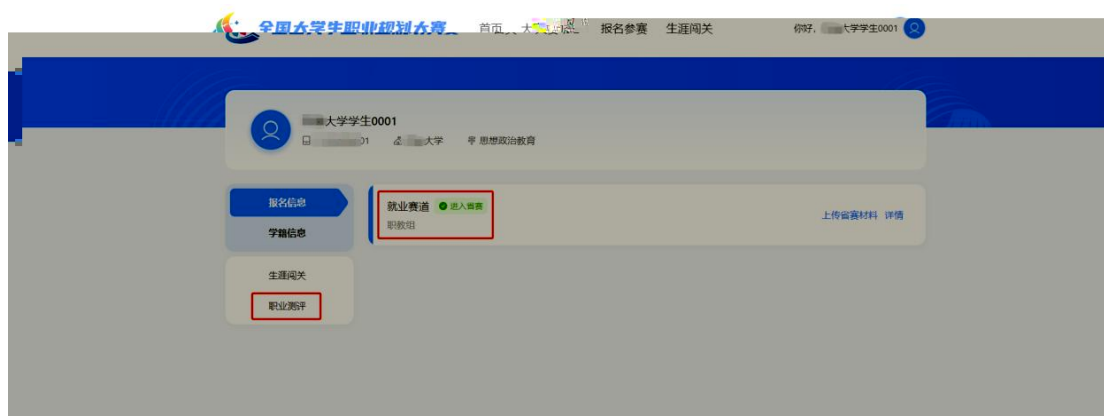 全国大学生职业规划大赛 首页 大 报名参赛 生涯闯关 你好, 大学学生0001
大学学生0001
01 大学 思想政治教育
报名信息
就业赛道 进入省赛
职教组
上传省赛材料 详情
学籍信息
生涯闯关
职业测评